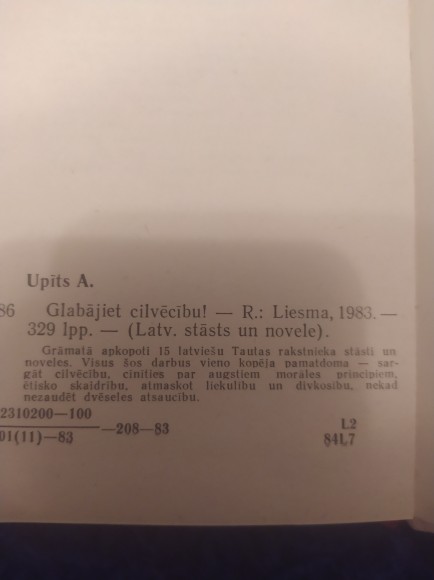 Upīts A.
86 Glabājiet cilvēcību! — R.: Liesma, 1983. —
329 lpp. — (Latv. stāsts un novele).
Grāmatā apkopoti 15 latviešu Tautas rakstnieka stāsti un
noveles. Visus šos darbus vieno kopēja pamatdoma — sar-
gāt cilvēcību, cīnīties par augstiem morāles principiem,
ētisko skaidrību, atmaskot liekulību un divkosību, nekad
nezaudēt dvēseles atsaucību.
2310200—100
—208—83
01(11)—83
L2
84L7